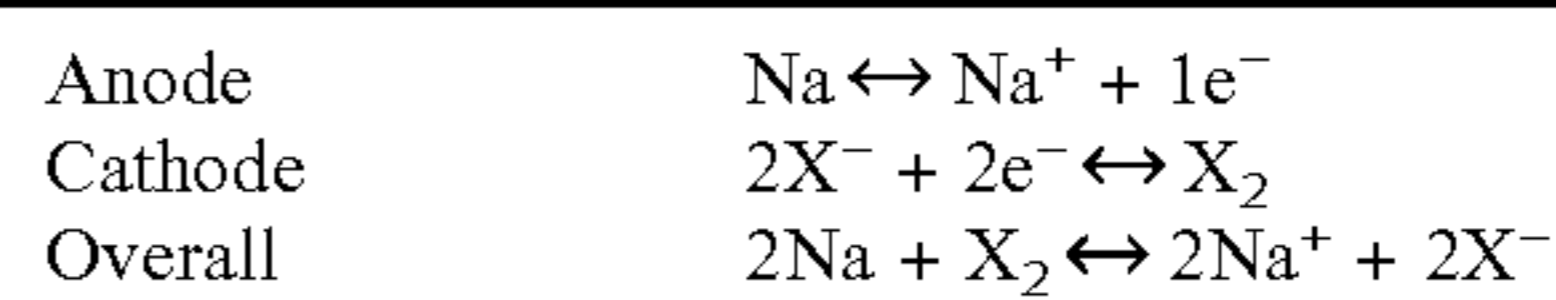 Anode Na ↔ Na⁺ + 1e⁻
Cathode 2X⁻ + 2e⁻ ↔ X₂
Overall 2Na + X₂ ↔ 2Na⁺ + 2X⁻